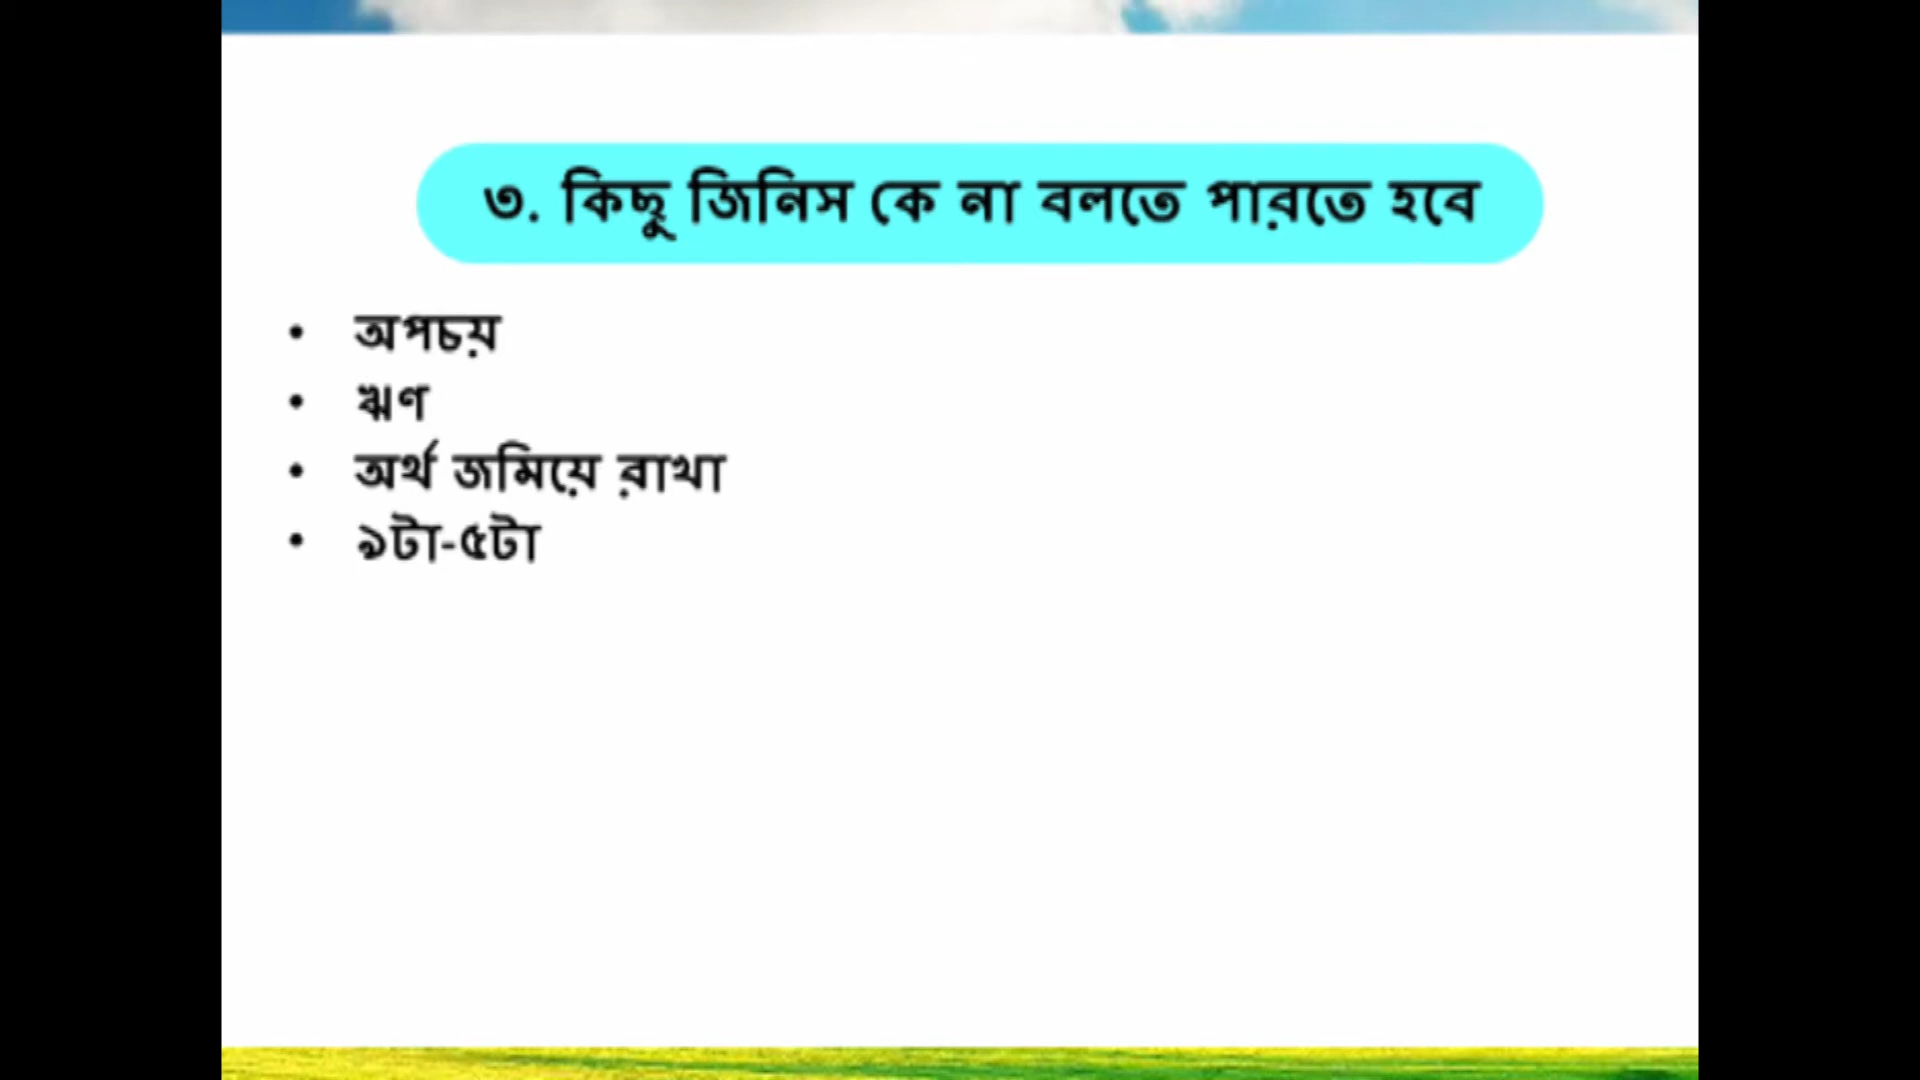 ৩. কিছু জিনিস কে না বলতে পারতে হবে
• অপচয়
• ঋণ
• অর্থ জমিয়ে রাখা
• ৯টা-৫টা